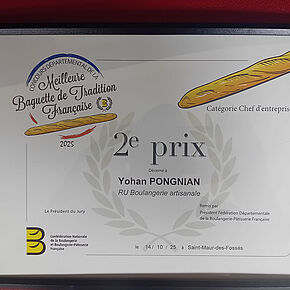 CONCOURS DÉPARTEMENTAL DE LA
Meilleure
Baguette de Tradition
Française
2025
Catégorie Chef d'entreprise
2e prix
Décerné à
Yohan PONGNIAN
RU Boulangerie artisanale
Le Président du Jury
Remis par
Président Fédération Départementale
de la Boulangerie-Pâtisserie Française
Confédération Nationale
de la Boulangerie
et Boulangerie-Pâtisserie
Française
le 14 / 10 / 25 à Saint-Maur-des-Fossés